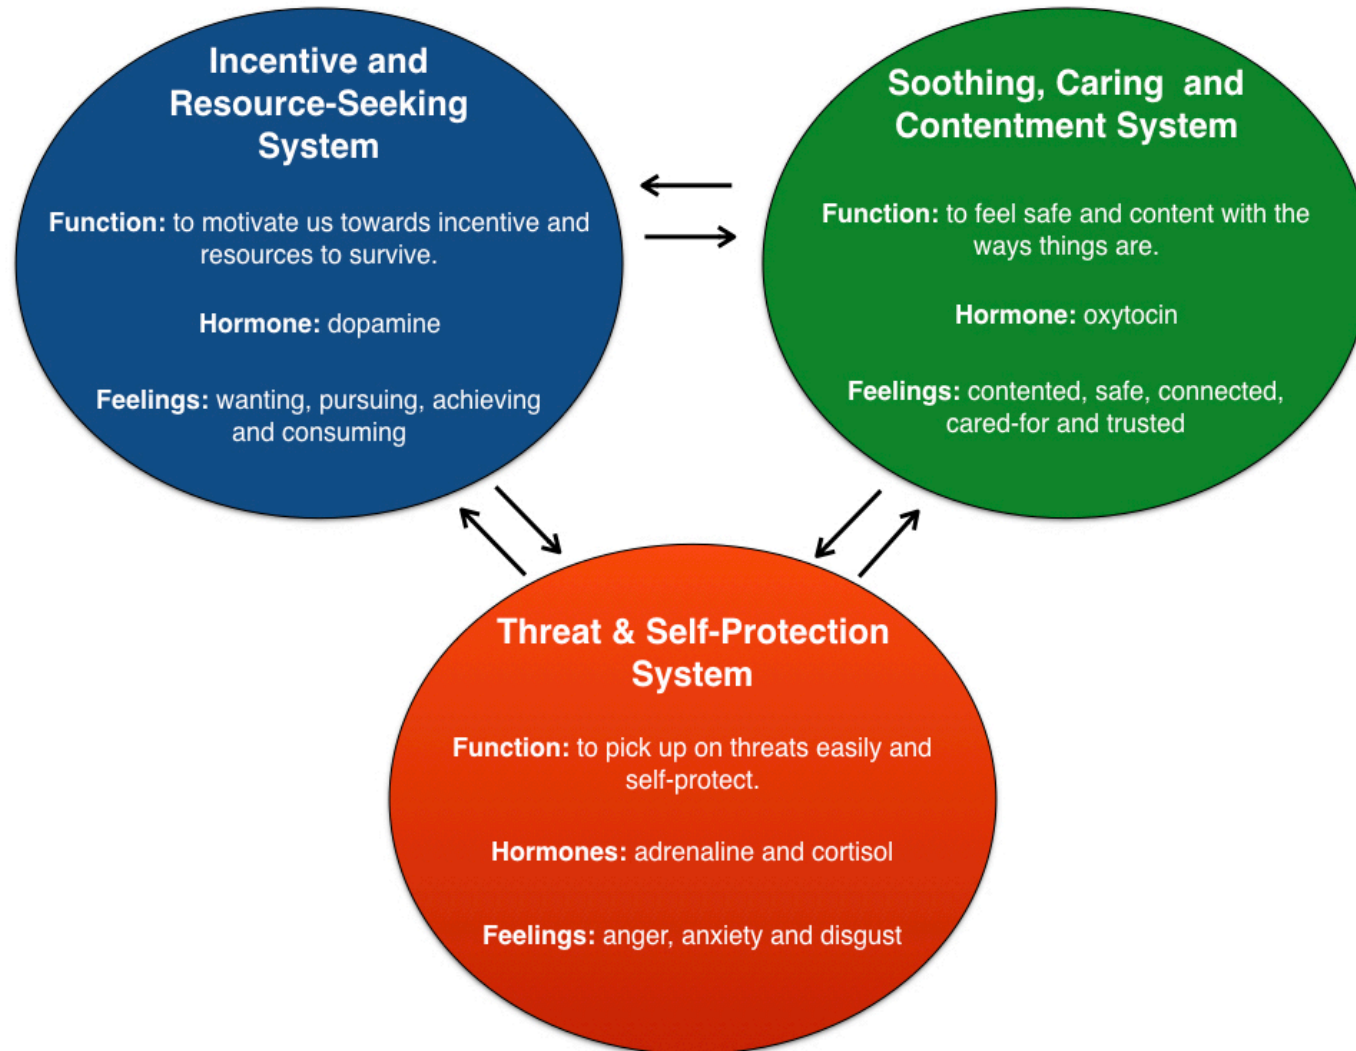 Incentive and
Resource-Seeking
System
Function: to motivate us towards incentive and
resources to survive.
Hormone: dopamine
Feelings: wanting, pursuing, achieving
and consuming
Soothing, Caring and
Contentment System
Function: to feel safe and content with the
ways things are.
Hormone: oxytocin
Feelings: contented, safe, connected,
cared-for and trusted
Threat & Self-Protection
System
Function: to pick up on threats easily and
self-protect.
Hormones: adrenaline and cortisol
Feelings: anger, anxiety and disgust